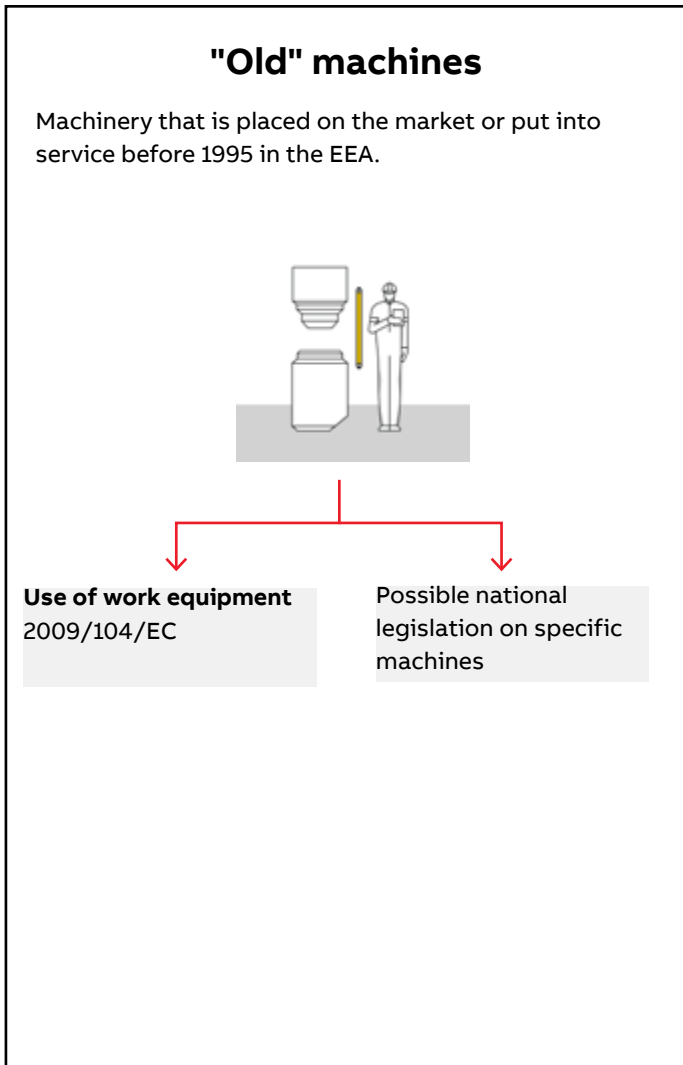 "Old" machines
Machinery that is placed on the market or put into
service before 1995 in the EEA.
Use of work equipment
2009/104/EC
Possible national
legislation on specific
machines